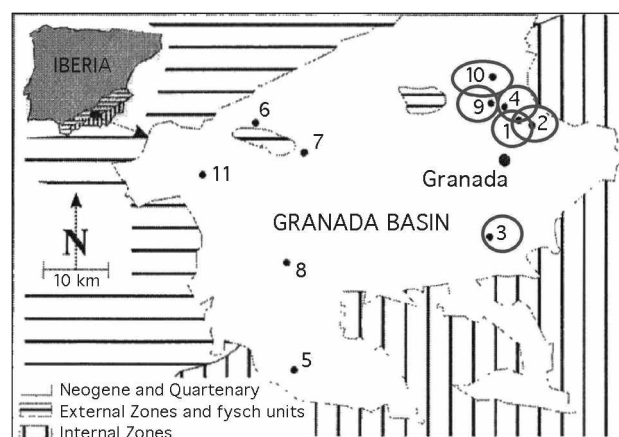 IBERIA
10
9
4
1
2
6
7
11
Granada
GRANADA BASIN
3
N
10 km
8
5
Neogene and Quartenary
External Zones and fysch units
Internal Zones